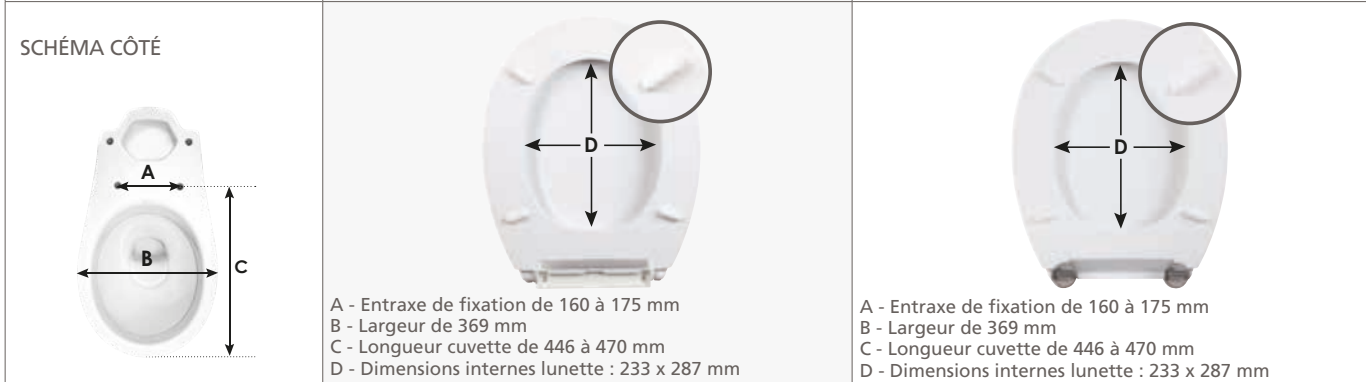 SCHÉMA CÔTÉ
A
B
C
D
A - Entraxe de fixation de 160 à 175 mm
B - Largeur de 369 mm
C - Longueur cuvette de 446 à 470 mm
D - Dimensions internes lunette : 233 x 287 mm
D
A - Entraxe de fixation de 160 à 175 mm
B - Largeur de 369 mm
C - Longueur cuvette de 446 à 470 mm
D - Dimensions internes lunette : 233 x 287 mm